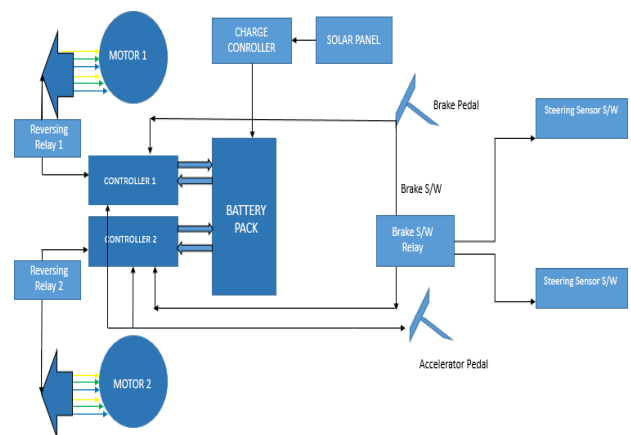 MOTOR 1
CHARGE
CONROLLER
SOLAR PANEL
Brake Pedal
Steering Sensor S/W
Reversing
Relay 1
CONTROLLER 1
BATTERY
PACK
Brake S/W
CONTROLLER 2
Brake S/W
Relay
Reversing
Relay 2
Steering Sensor S/W
Accelerator Pedal
MOTOR 2